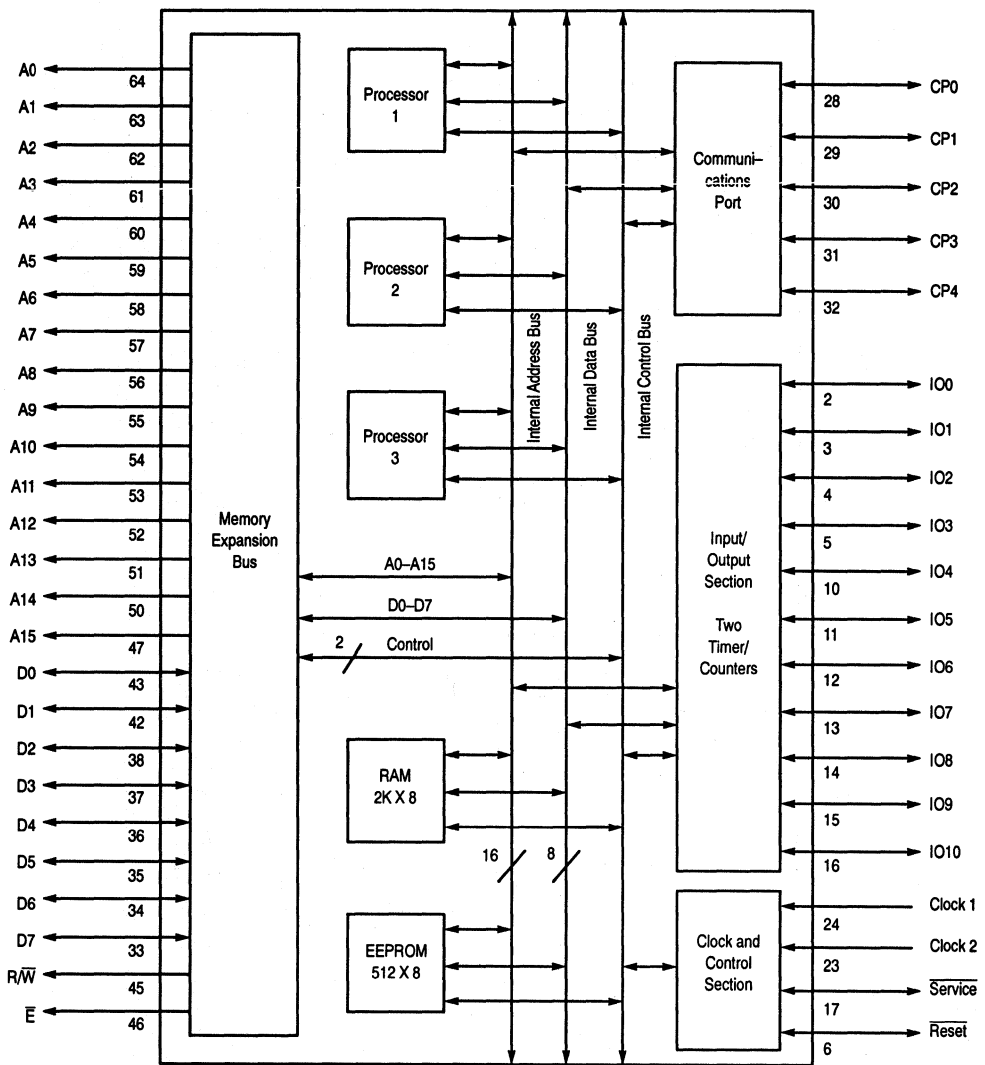 A0
64
A1
63
A2
62
A3
61
A4
60
A5
59
A6
58
A7
57
A8
56
A9
55
A10
54
A11
53
A12
52
A13
51
A14
50
A15
47
D0
43
D1
42
D2
38
D3
37
D4
36
D5
35
D6
34
D7
33
R/W̅
45
E̅
46
Memory
Expansion
Bus
Processor
1
Processor
2
Processor
3
A0–A15
D0–D7
2
Control
RAM
2K X 8
EEPROM
512 X 8
Internal Address Bus
Internal Data Bus
Internal Control Bus
16
8
Communi–
cations
Port
Input/
Output
Section
Two
Timer/
Counters
Clock and
Control
Section
CP0
28
CP1
29
CP2
30
CP3
31
CP4
32
IO0
2
IO1
3
IO2
4
IO3
5
IO4
10
IO5
11
IO6
12
IO7
13
IO8
14
IO9
15
IO10
16
Clock 1
24
Clock 2
23
S̅e̅r̅v̅i̅c̅e̅
17
R̅e̅s̅e̅t̅
6